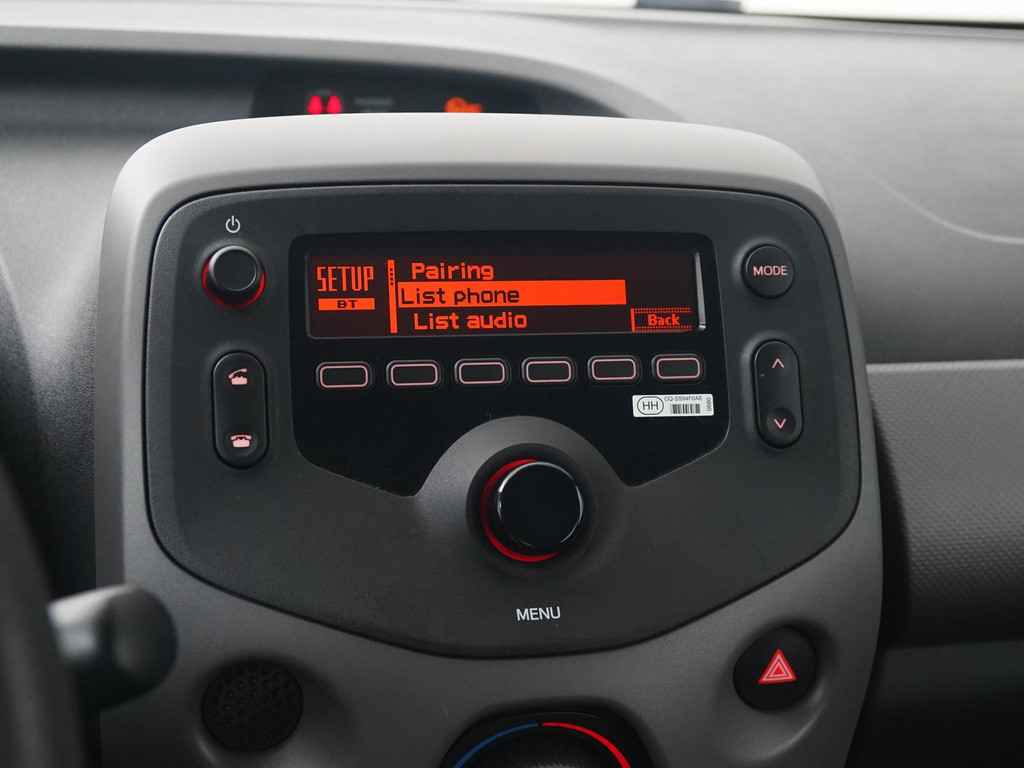 MODE
SETUP
BT
Pairing
List phone
List audio
Back
HH
MENU